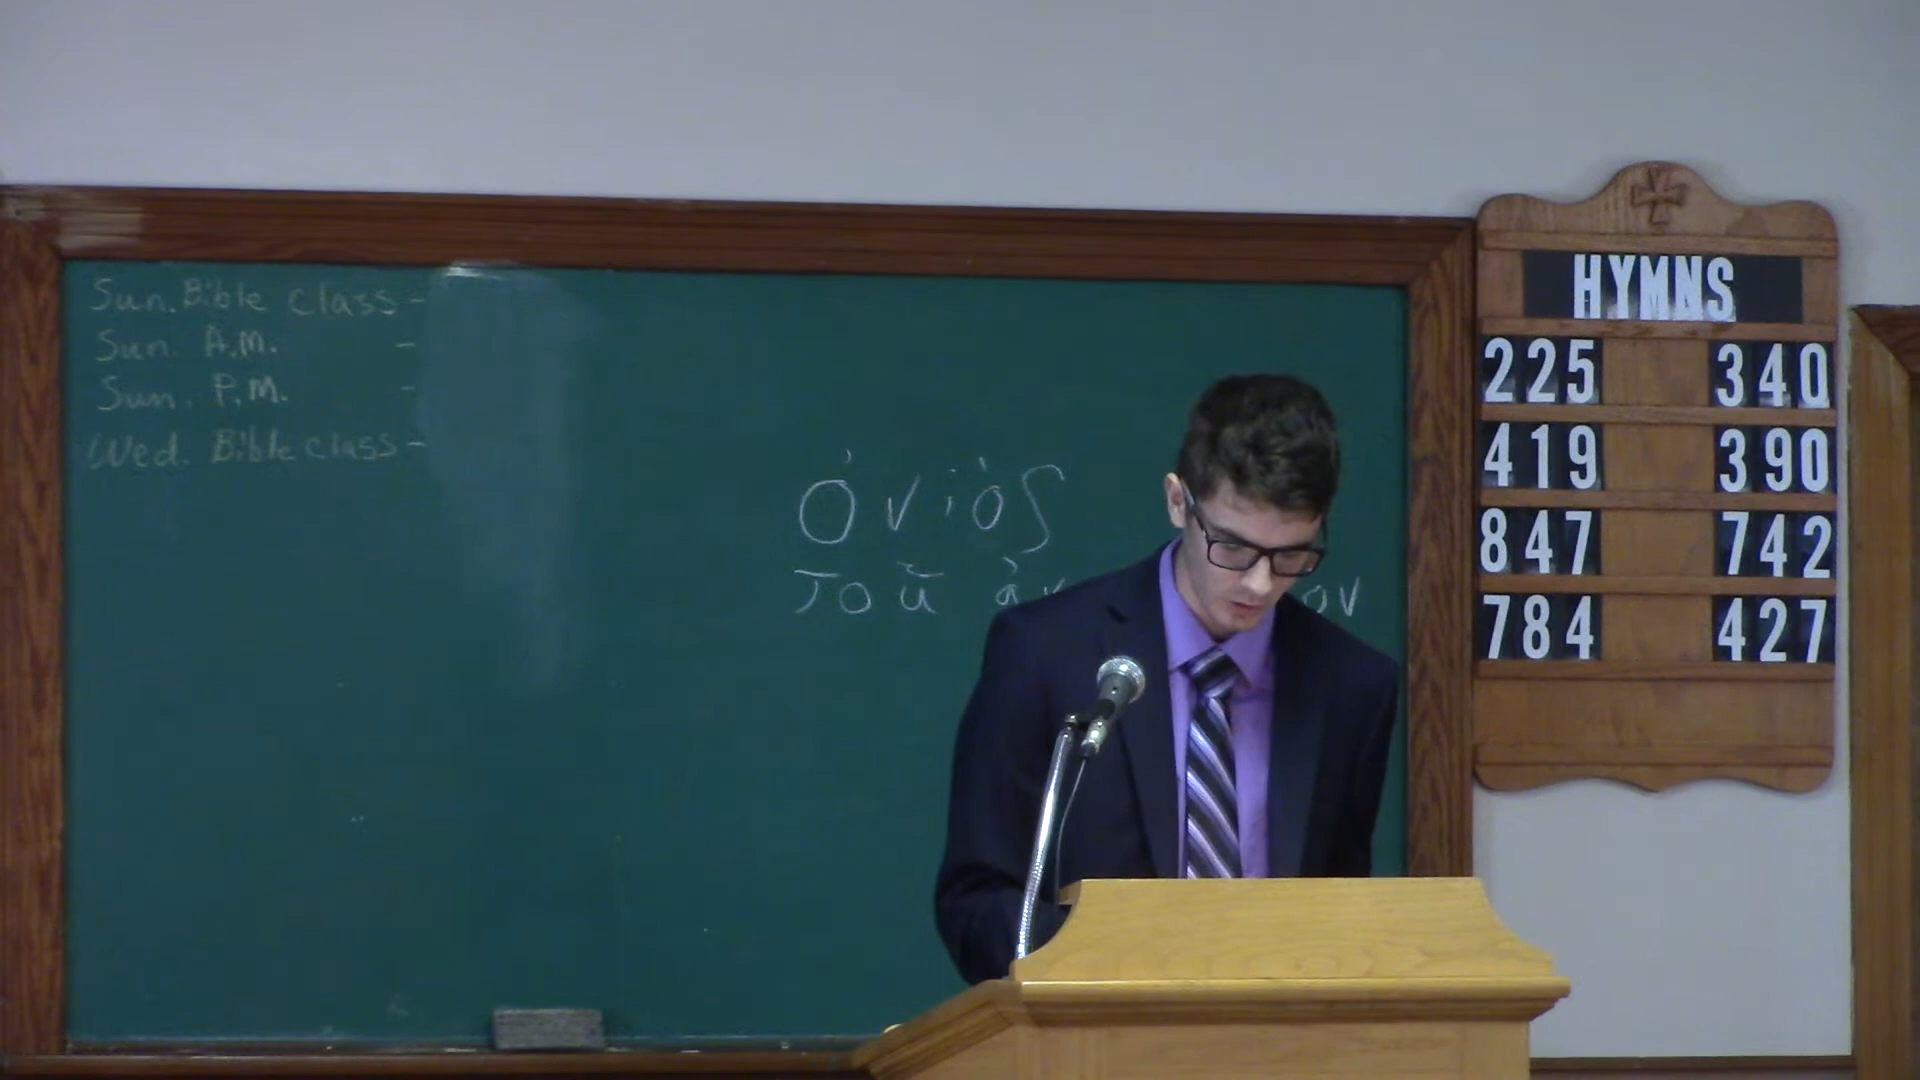 Sun. Bible class -
Sun. A.M. -
Sun. P.M. -
Wed. Bible class -
ὁ υἱὸς
τοῦ
HYMNS
225 340
419 390
847 742
784 427